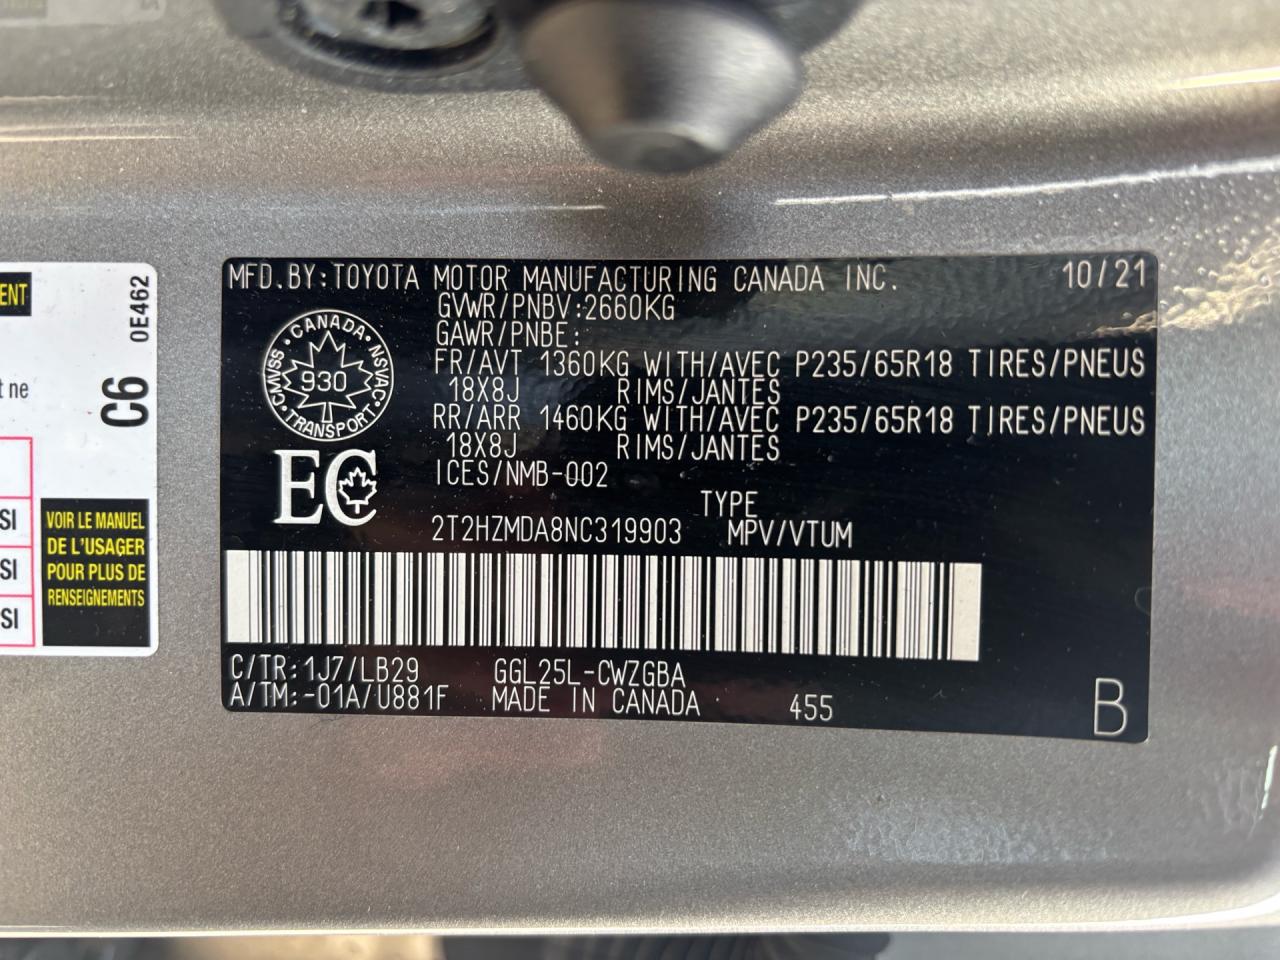 ENT
0E462
t ne
C6
SI
SI
SI
VOIR LE MANUEL
DE L'USAGER
POUR PLUS DE
RENSEIGNEMENTS
MFD.BY:TOYOTA MOTOR MANUFACTURING CANADA INC. 10/21
GVWR/PNBV:2660KG
GAWR/PNBE:
FR/AVT 1360KG WITH/AVEC P235/65R18 TIRES/PNEUS
18X8J RIMS/JANTES
RR/ARR 1460KG WITH/AVEC P235/65R18 TIRES/PNEUS
18X8J RIMS/JANTES
ICES/NMB-002
CANADA
CMVSS 930 NSVAC
TRANSPORT
EC
TYPE
2T2HZMDA8NC319903 MPV/VTUM
C/TR:1J7/LB29 GGL25L-CWZGBA
A/TM:-01A/U881F MADE IN CANADA 455
B